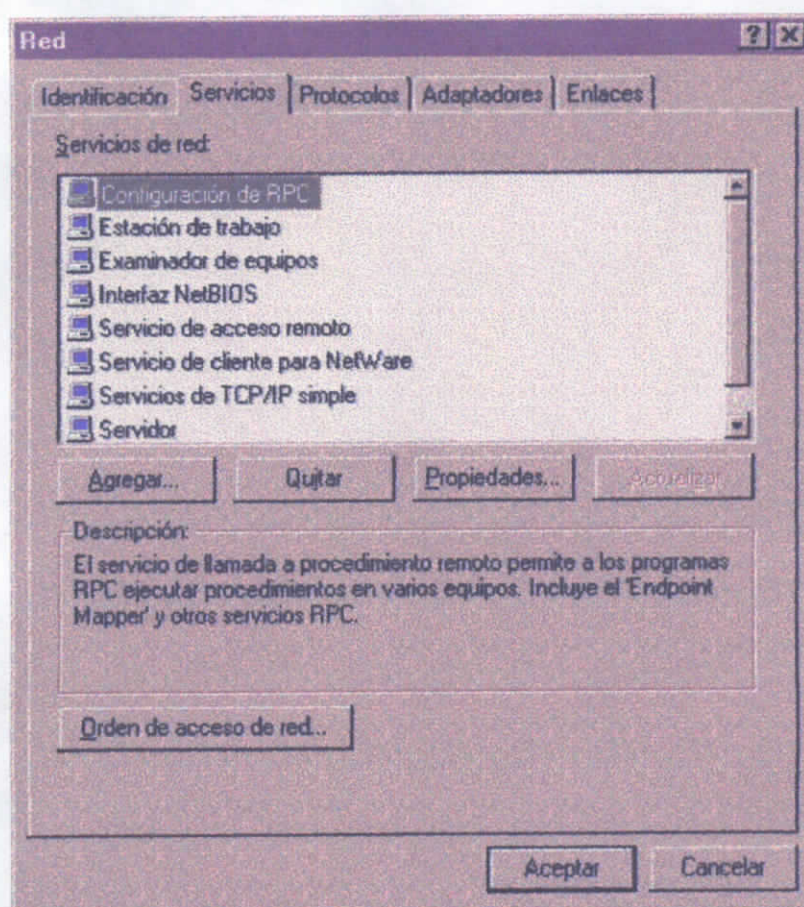 Red
Identificación Servicios Protocolos Adaptadores Enlaces
Servicios de red:
Configuración de RPC
Estación de trabajo
Examinador de equipos
Interfaz NetBIOS
Servicio de acceso remoto
Servicio de cliente para NetWare
Servicios de TCP/IP simple
Servidor
Agregar... Quitar Propiedades... Actualizar
Descripción:
El servicio de llamada a procedimiento remoto permite a los programas
RPC ejecutar procedimientos en varios equipos. Incluye el 'Endpoint
Mapper' y otros servicios RPC.
Orden de acceso de red...
Aceptar Cancelar